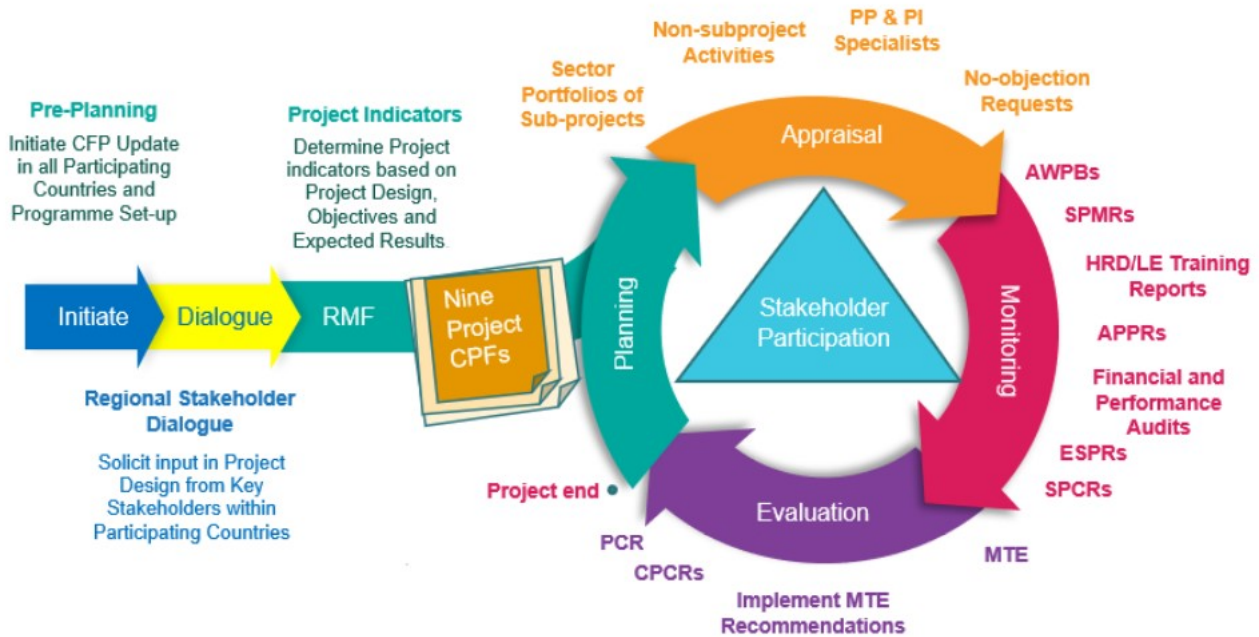 Pre-Planning
Initiate CFP Update
in all Participating
Countries and
Programme Set-up
Project Indicators
Determine Project
indicators based on
Project Design,
Objectives and
Expected Results.
Initiate
Dialogue
RMF
Nine
Project
CPFs
Regional Stakeholder
Dialogue
Solicit input in Project
Design from Key
Stakeholders within
Participating Countries
Planning
Sector
Portfolios of
Sub-projects
Non-subproject
Activities
PP & PI
Specialists
No-objection
Requests
Appraisal
Stakeholder
Participation
Monitoring
AWPBs
SPMRs
HRD/LE Training
Reports
APPRs
Financial and
Performance
Audits
ESPRs
SPCRs
Evaluation
MTE
Implement MTE
Recommendations
CPCRs
PCR
Project end